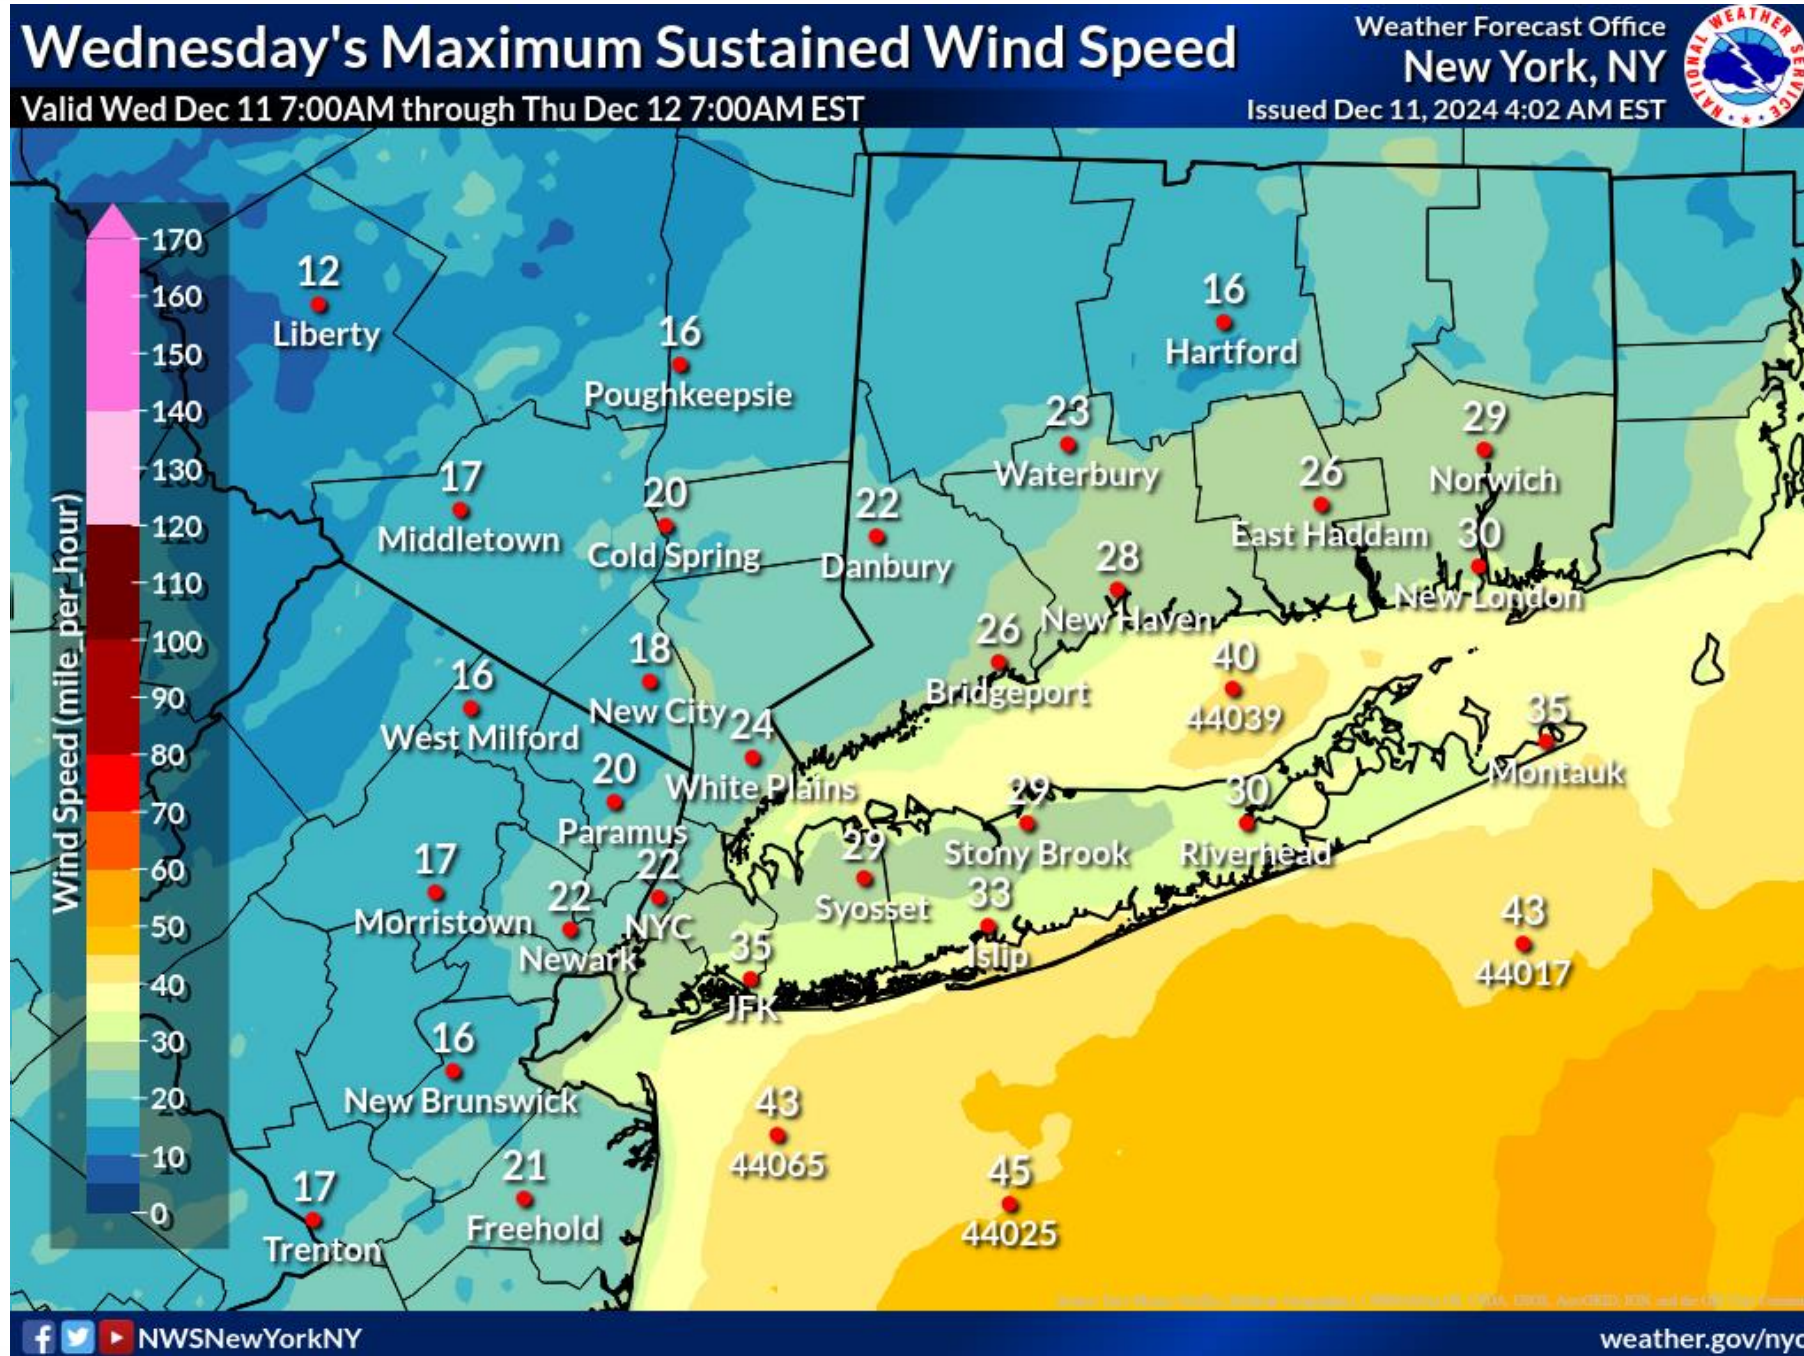 Wednesday's Maximum Sustained Wind Speed
Valid Wed Dec 11 7:00AM through Thu Dec 12 7:00AM EST
Weather Forecast Office
New York, NY
Issued Dec 11, 2024 4:02 AM EST
NATIONAL WEATHER SERVICE
Wind Speed (mile_per_hour)
170
160
150
140
130
120
110
100
90
80
70
60
50
40
30
20
10
0
12
Liberty
16
Poughkeepsie
16
Hartford
23
Waterbury
29
Norwich
17
Middletown
20
Cold Spring
22
Danbury
26
East Haddam
30
New London
28
New Haven
26
Bridgeport
40
44039
18
New City
16
West Milford
24
White Plains
35
Montauk
20
Paramus
29
Stony Brook
30
Riverhead
17
Morristown
22
Newark
22
NYC
29
Syosset
33
Islip
35
JFK
43
44017
16
New Brunswick
43
44065
45
44025
17
Trenton
21
Freehold
NWSNewYorkNY
weather.gov/nyc